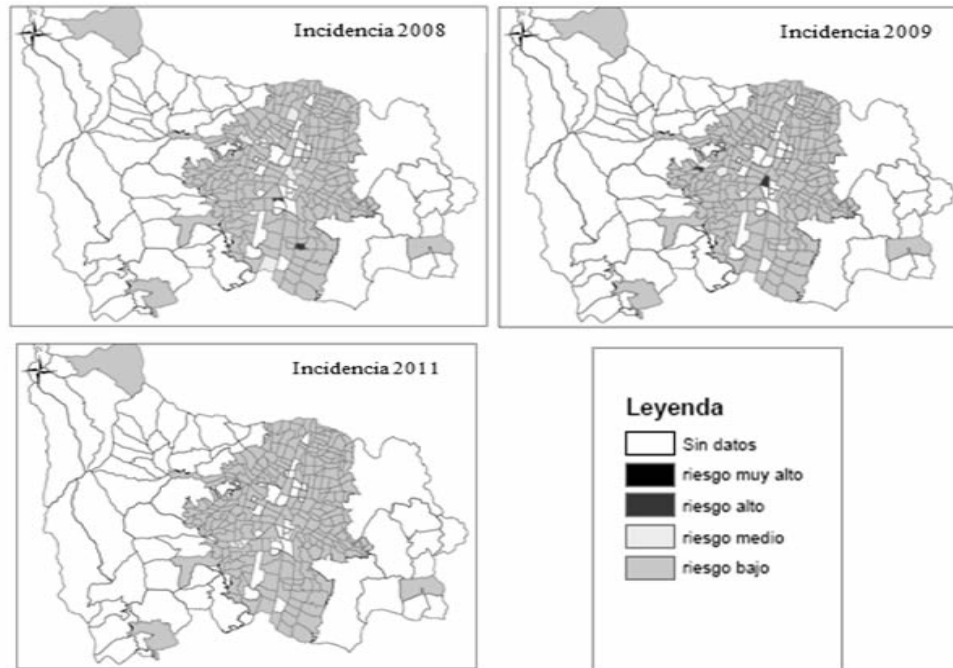 Incidencia 2008
Incidencia 2009
Incidencia 2011
Leyenda
Sin datos
riesgo muy alto
riesgo alto
riesgo medio
riesgo bajo